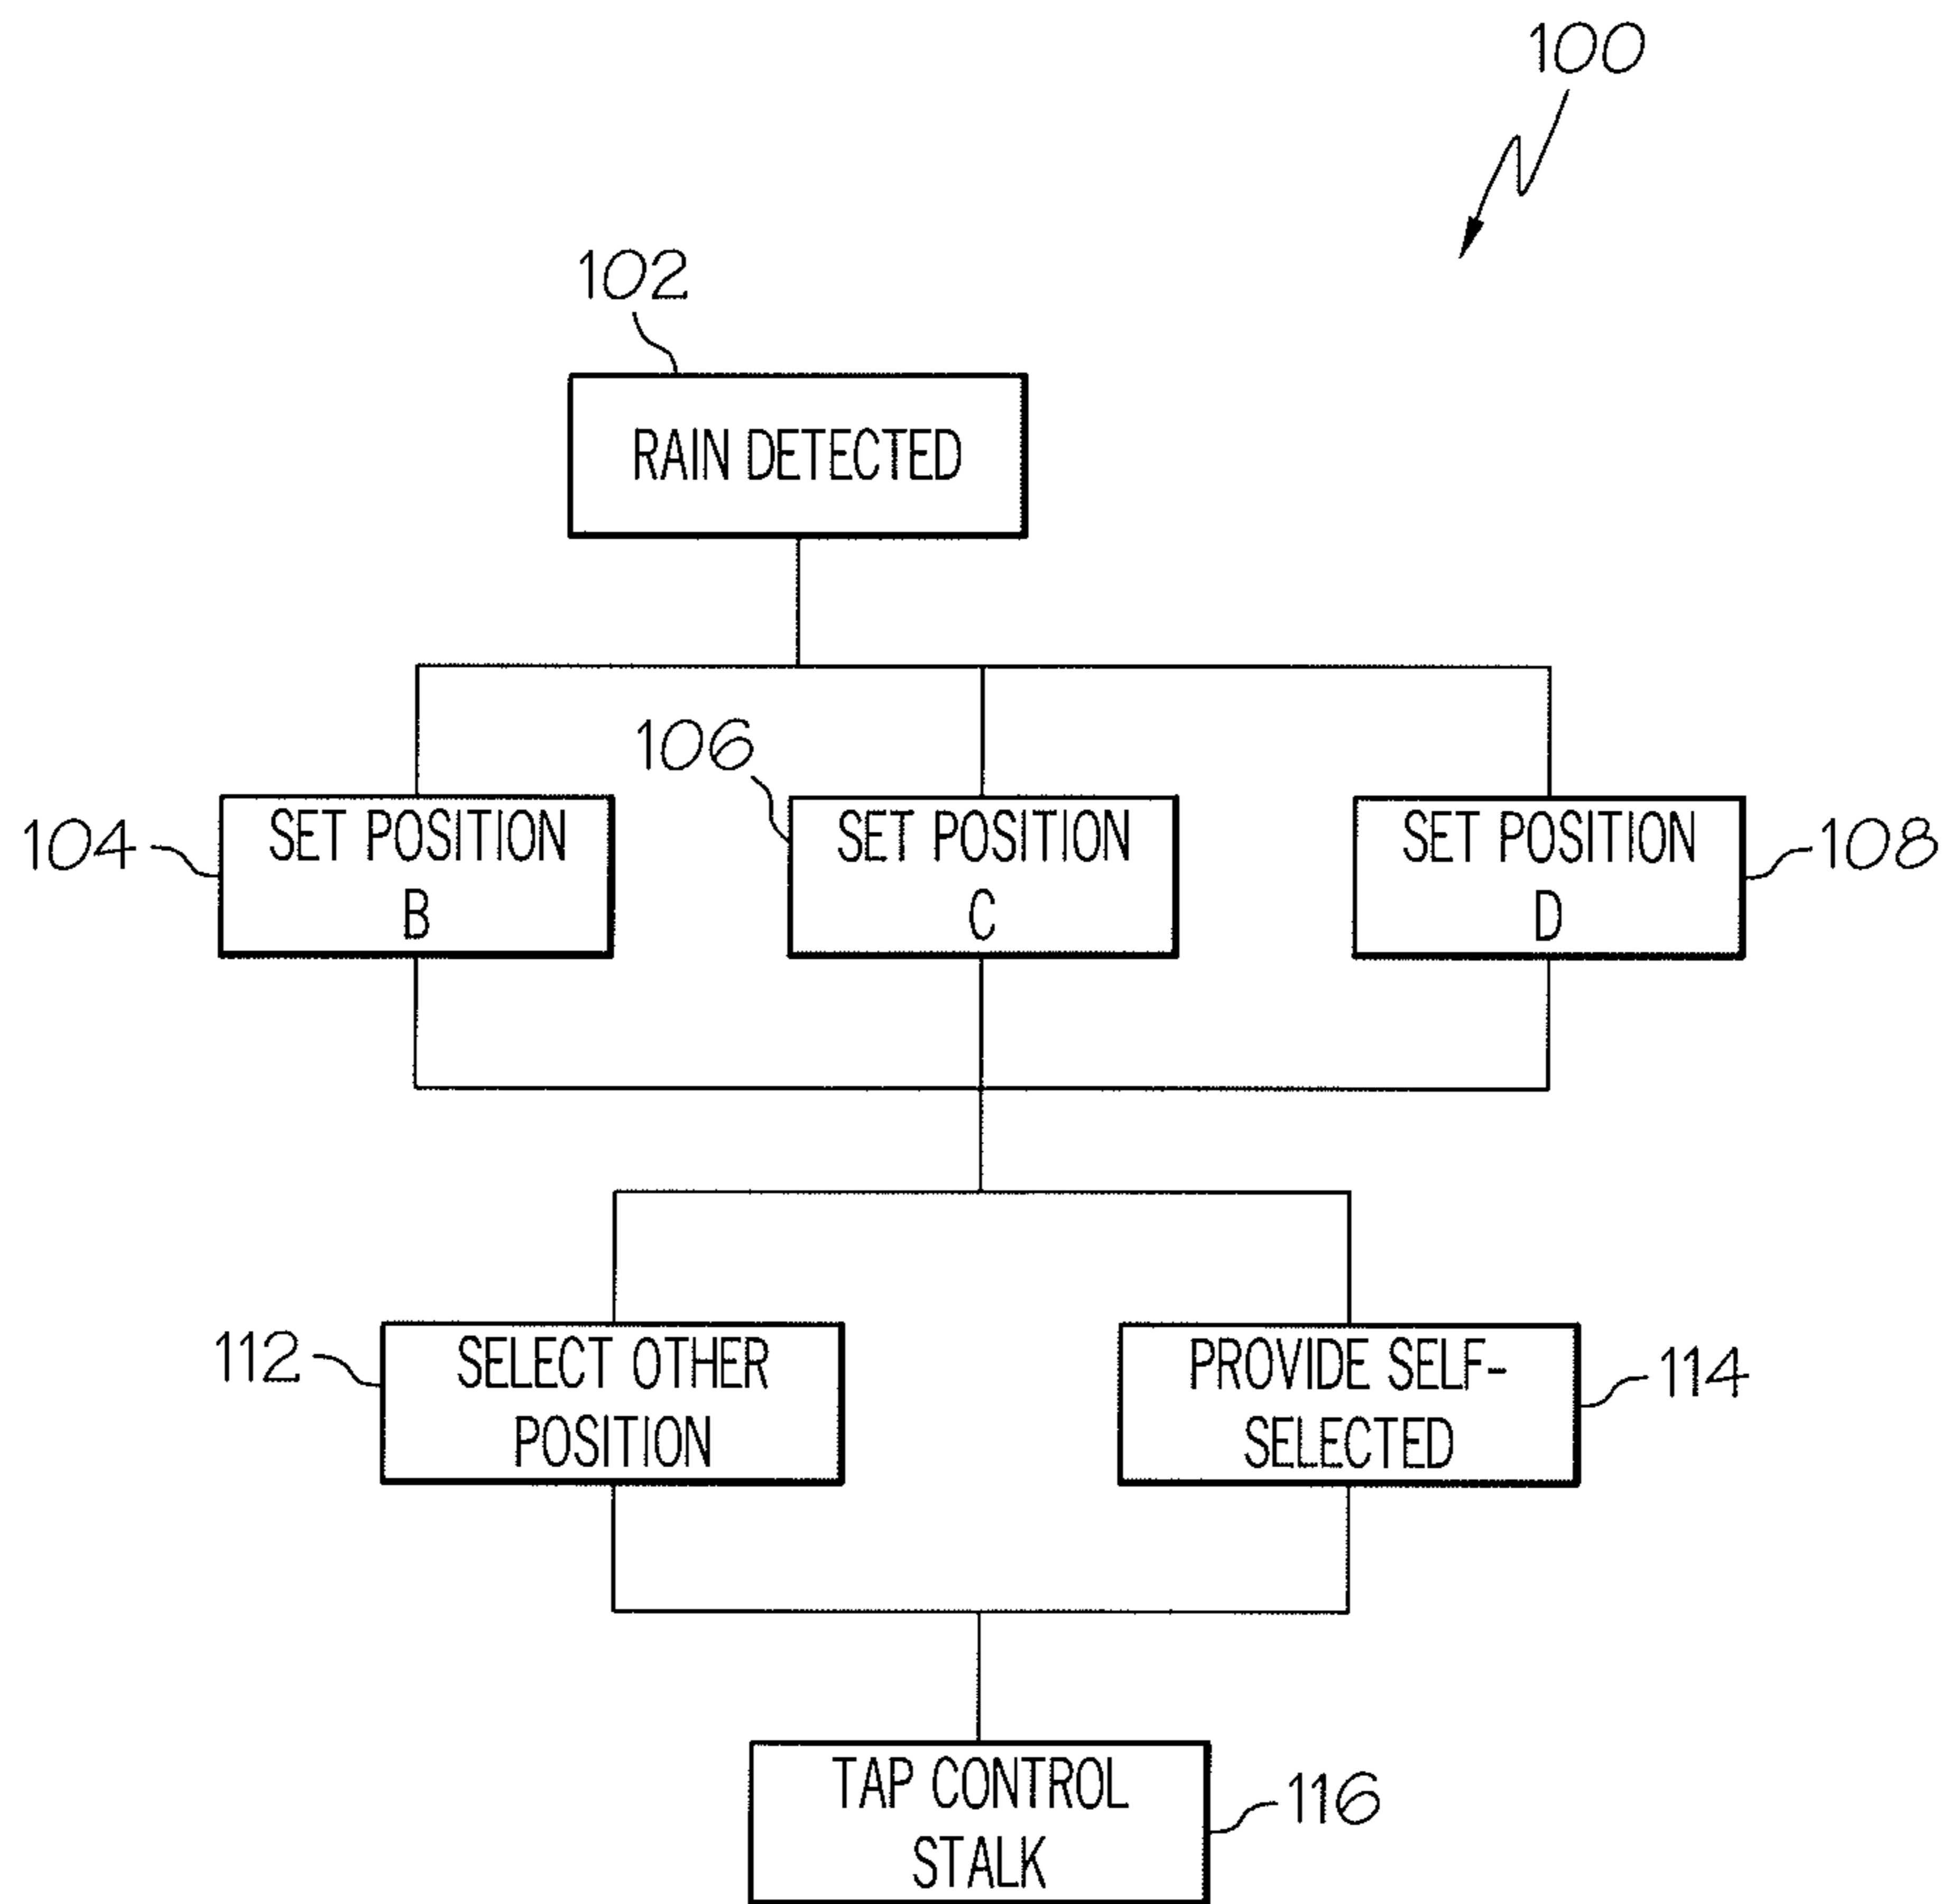 100
102
RAIN DETECTED
106
104
SET POSITION
B
SET POSITION
C
SET POSITION
D
108
112
SELECT OTHER
POSITION
PROVIDE SELF-
SELECTED
114
TAP CONTROL
STALK
116